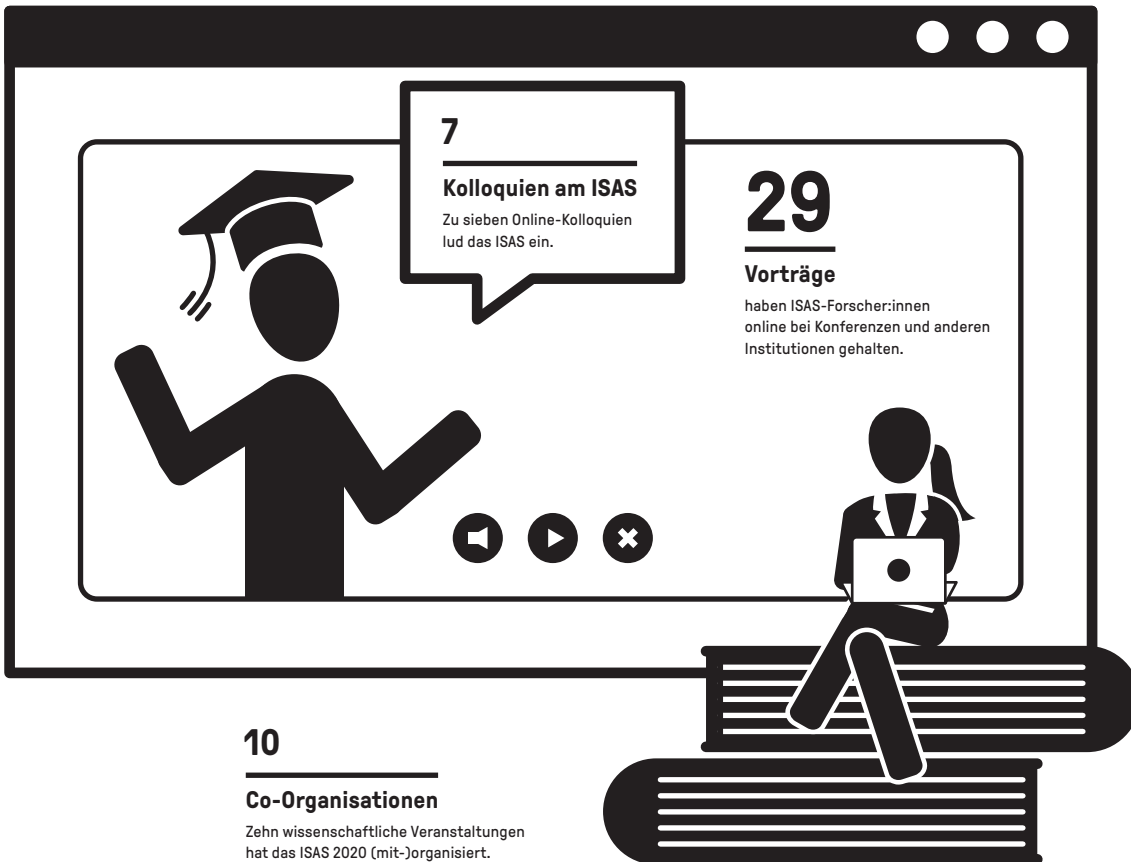 7
Kolloquien am ISAS
Zu sieben Online-Kolloquien
lud das ISAS ein.
29
Vorträge
haben ISAS-Forscher:innen
online bei Konferenzen und anderen
Institutionen gehalten.
10
Co-Organisationen
Zehn wissenschaftliche Veranstaltungen
hat das ISAS 2020 (mit-)organisiert.